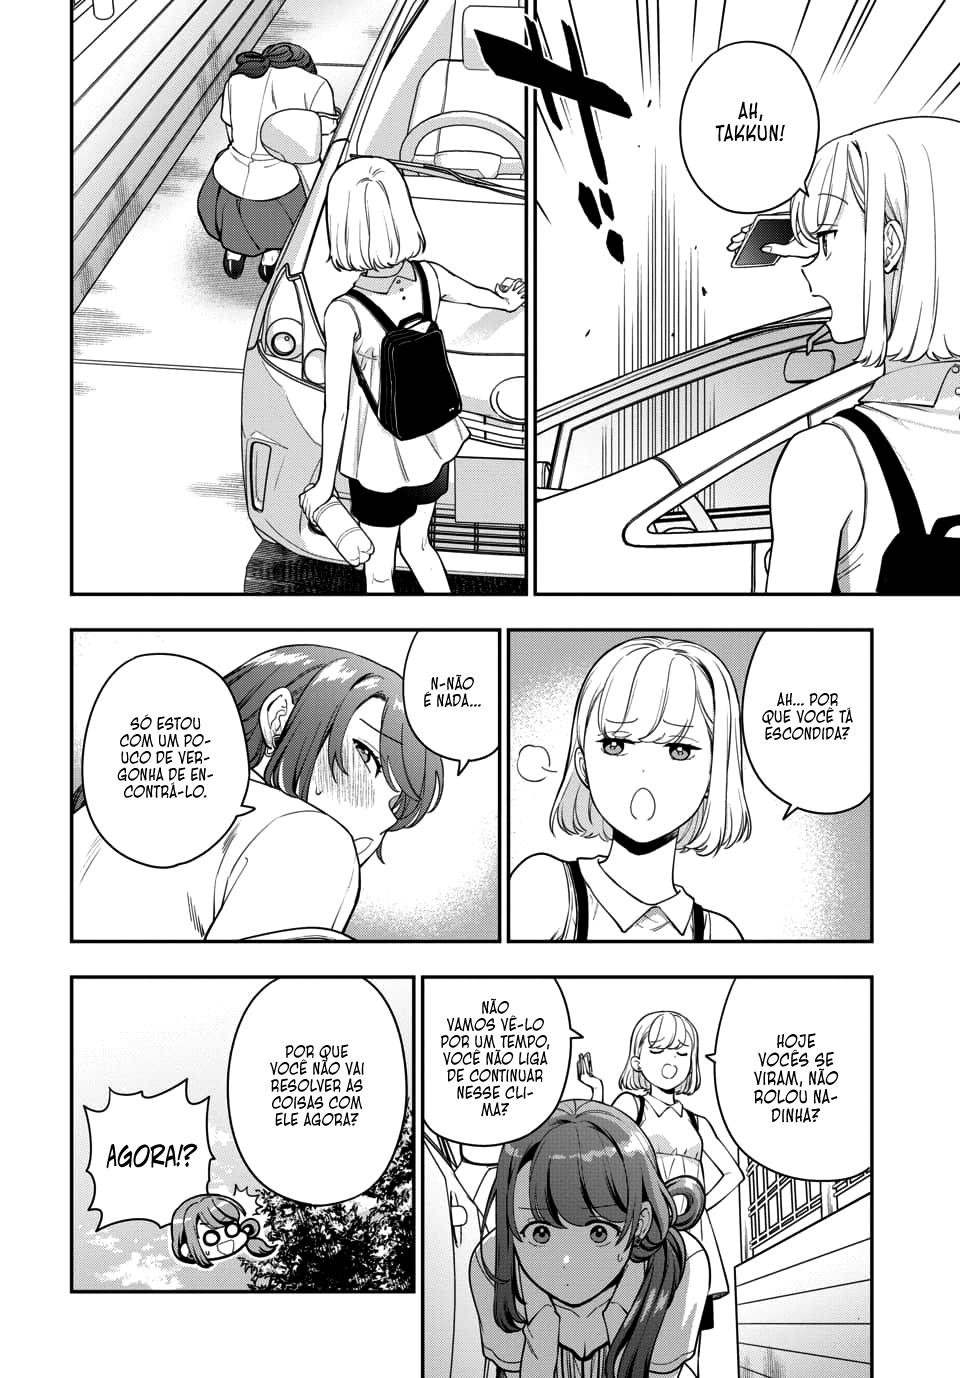 AH,
TAKKUN!
AH... POR
QUE VOCÊ TÁ
ESCONDIDA?
N-NÃO
É NADA...
SÓ ESTOU
COM UM PO-
UCO DE VER-
GONHA DE EN-
CONTRÁ-LO.
HOJE
VOCÊS SE
VIRAM, NÃO
ROLOU NA-
DINHA?
NÃO
VAMOS VÊ-LO
POR UM TEMPO,
VOCÊ NÃO LIGA
DE CONTINUAR
NESSE CLI-
MA?
POR QUE
VOCÊ NÃO VAI
RESOLVER AS
COISAS COM
ELE AGORA?
AGORA!?